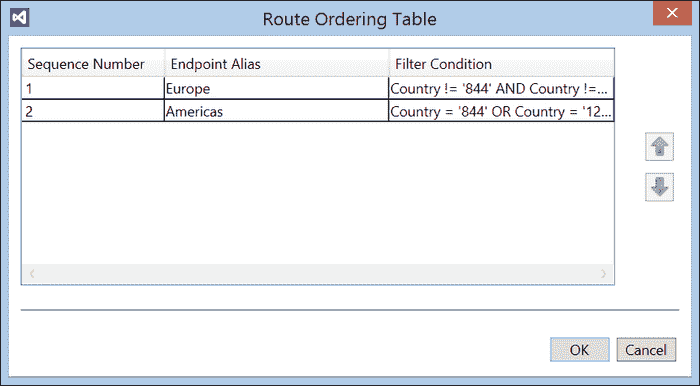 Route Ordering Table
Sequence Number Endpoint Alias Filter Condition
1 Europe Country != '844' AND Country !=...
2 Americas Country = '844' OR Country = '12...
OK Cancel